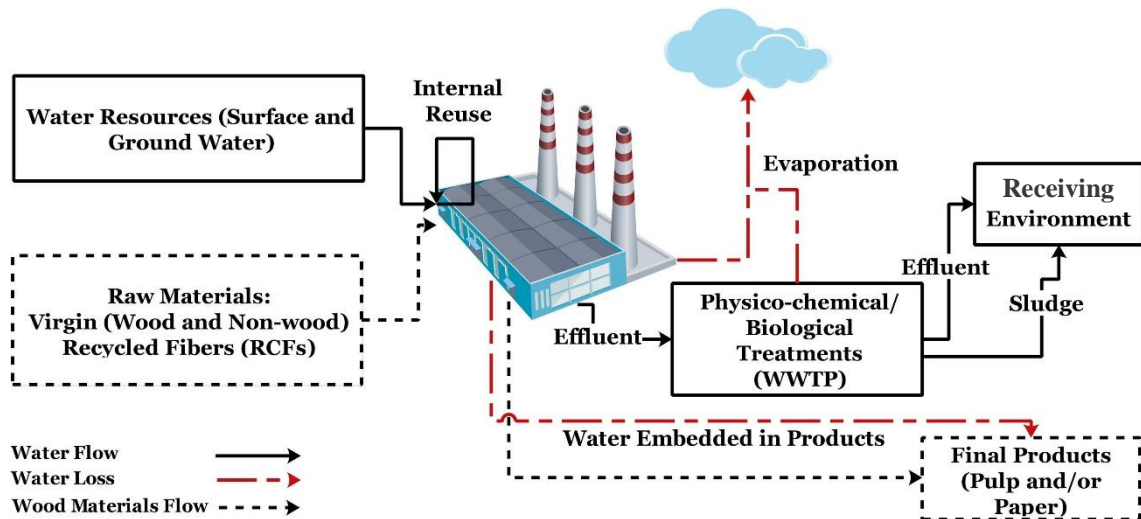 Water Resources (Surface and
Ground Water)
Internal
Reuse
Evaporation
Receiving
Environment
Raw Materials:
Virgin (Wood and Non-wood)
Recycled Fibers (RCFs)
Effluent
Physico-chemical/
Biological
Treatments
(WWTP)
Effluent
Sludge
Water Embedded in Products
Final Products
(Pulp and/or
Paper)
Water Flow
Water Loss
Wood Materials Flow